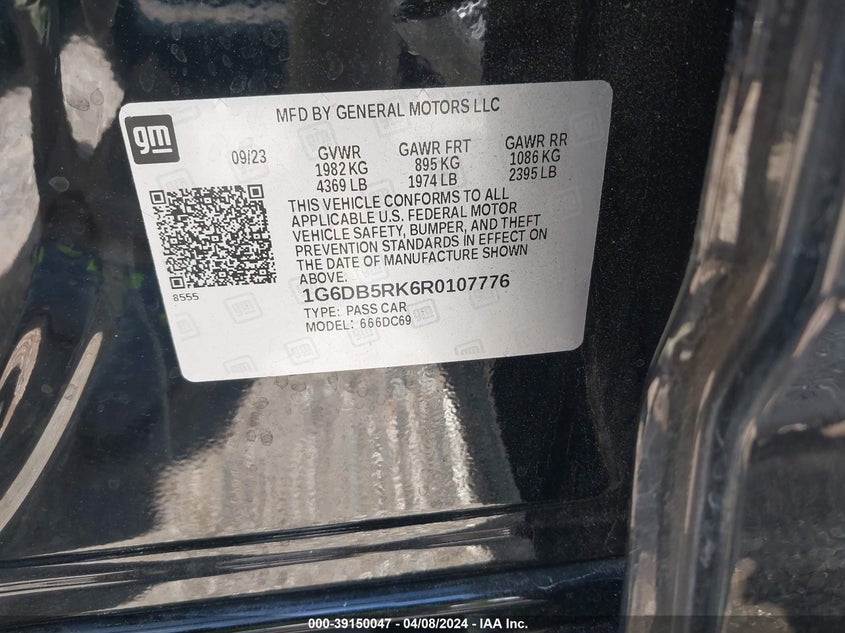 MFD BY GENERAL MOTORS LLC
gm
09/23
GVWR GAWR FRT GAWR RR
1982 KG 895 KG 1086 KG
4369 LB 1974 LB 2395 LB
THIS VEHICLE CONFORMS TO ALL
APPLICABLE U.S. FEDERAL MOTOR
VEHICLE SAFETY, BUMPER, AND THEFT
PREVENTION STANDARDS IN EFFECT ON
THE DATE OF MANUFACTURE SHOWN
ABOVE.
8555
1G6DB5RK6R0107776
TYPE: PASS CAR
MODEL: 666DC69
000-39150047 - 04/08/2024 - IAA Inc.